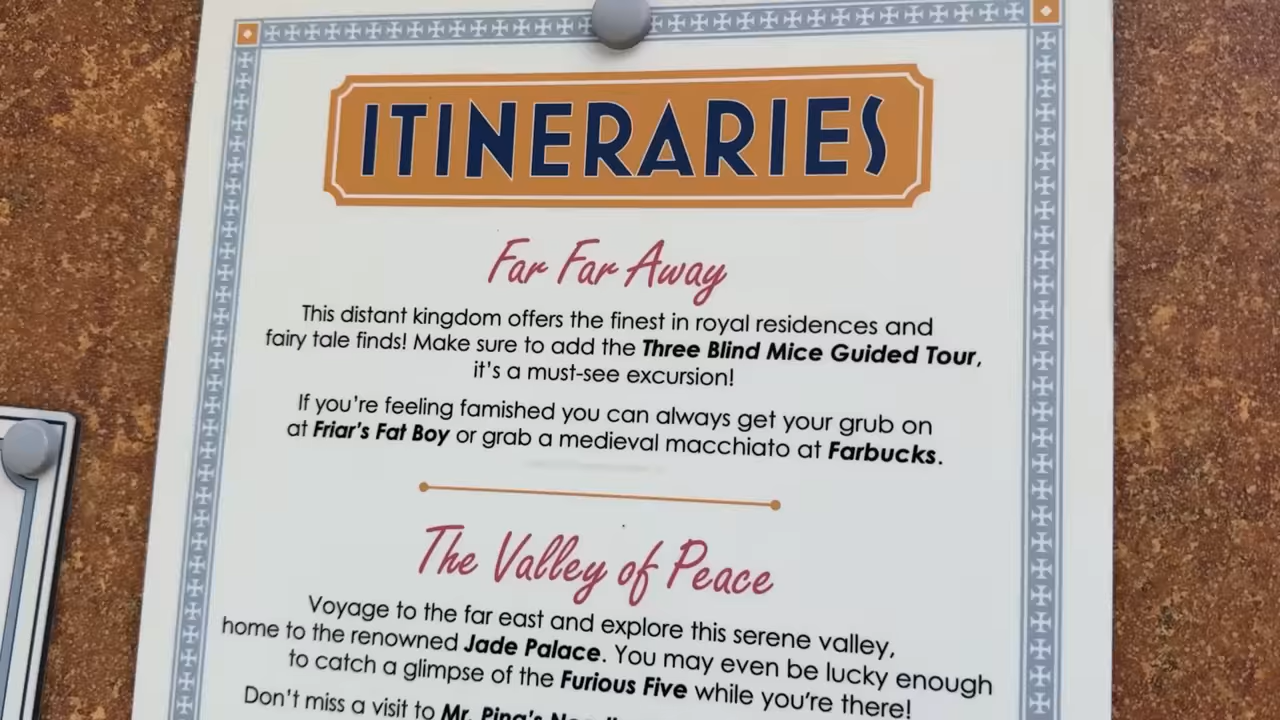 ITINERARIES
Far Far Away
This distant kingdom offers the finest in royal residences and
fairy tale finds! Make sure to add the Three Blind Mice Guided Tour,
it's a must-see excursion!
If you're feeling famished you can always get your grub on
at Friar's Fat Boy or grab a medieval macchiato at Farbucks.
The Valley of Peace
Voyage to the far east and explore this serene valley,
home to the renowned Jade Palace. You may even be lucky enough
to catch a glimpse of the Furious Five while you're there!
Don't miss a visit to Mr. Ping's